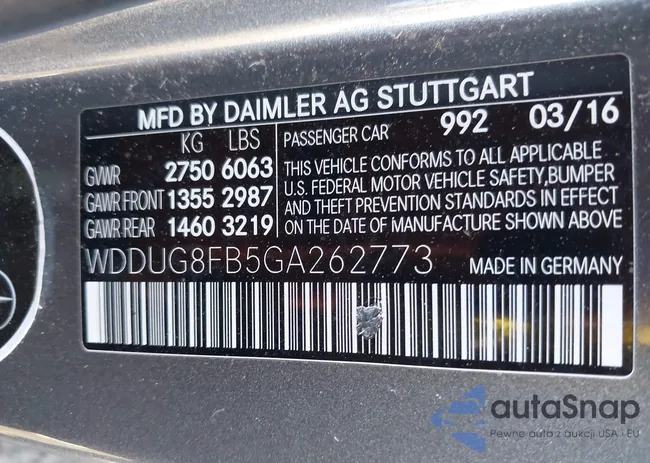 MFD BY DAIMLER AG STUTTGART
KG LBS
GVWR 2750 6063
GAWR FRONT 1355 2987
GAWR REAR 1460 3219
PASSENGER CAR 992 03/16
THIS VEHICLE CONFORMS TO ALL APPLICABLE
U.S. FEDERAL MOTOR VEHICLE SAFETY,BUMPER
AND THEFT PREVENTION STANDARDS IN EFFECT
ON THE DATE OF MANUFACTURE SHOWN ABOVE
WDDUG8FB5GA262773 MADE IN GERMANY
autaSnap
Pewne auta z aukcji USA i EU